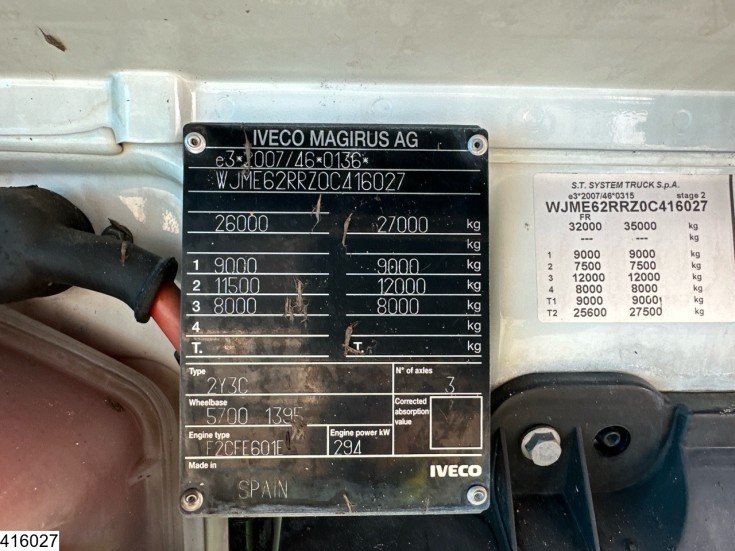 IVECO MAGIRUS AG
e3*2007/46*0136*
WJME62RRZ0C416027
26000 27000 kg
kg
1 9000 9000 kg
2 11500 12000 kg
3 8000 8000 kg
4 kg
T. T. kg
Type N° of axles
2Y3C 3
Wheelbase Corrected absorption value
5700 1395
Engine type Engine power kW
F2CFE601E 294
Made in IVECO
SPAIN
S.T. SYSTEM TRUCK S.p.A.
e3*2007/46*0315 stage 2
WJME62RRZ0C416027
FR
32000 35000 kg
--- --- kg
1 9000 9000 kg
2 7500 7500 kg
3 12000 12000 kg
4 8000 8000 kg
T1 9000 9000 kg
T2 25600 27500 kg
416027